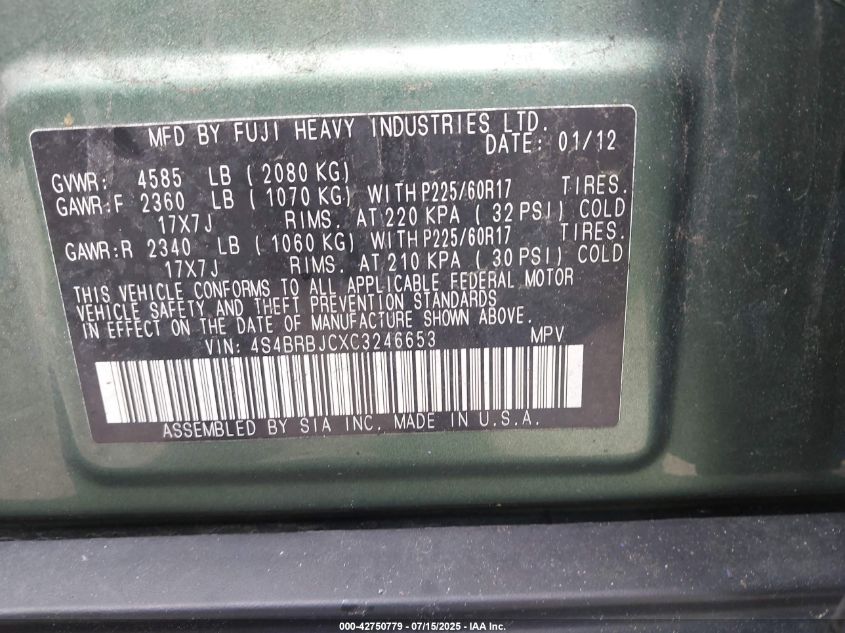 MFD BY FUJI HEAVY INDUSTRIES LTD.
DATE: 01/12
GVWR: 4585 LB ( 2080 KG)
GAWR:F 2360 LB ( 1070 KG) WITH P225/60R17 TIRES.
17X7J RIMS. AT 220 KPA ( 32 PSI) COLD
GAWR:R 2340 LB ( 1060 KG) WITH P225/60R17 TIRES.
17X7J RIMS. AT 210 KPA ( 30 PSI) COLD
THIS VEHICLE CONFORMS TO ALL APPLICABLE FEDERAL MOTOR
VEHICLE SAFETY AND THEFT PREVENTION STANDARDS
IN EFFECT ON THE DATE OF MANUFACTURE SHOWN ABOVE.
VIN: 4S4BRBJCXC3246653 MPV
ASSEMBLED BY SIA INC. MADE IN U.S.A.
000-42750779 - 07/15/2025 - IAA Inc.